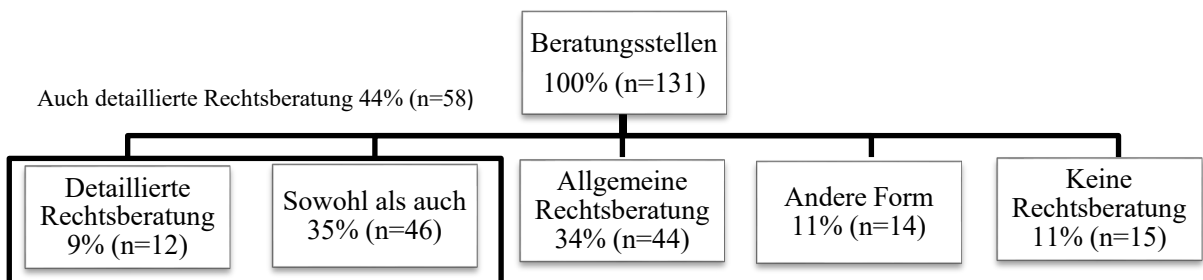 Beratungsstellen
100% (n=131)
Auch detaillierte Rechtsberatung 44% (n=58)
Detaillierte
Rechtsberatung
9% (n=12)
Sowohl als auch
35% (n=46)
Allgemeine
Rechtsberatung
34% (n=44)
Andere Form
11% (n=14)
Keine
Rechtsberatung
11% (n=15)